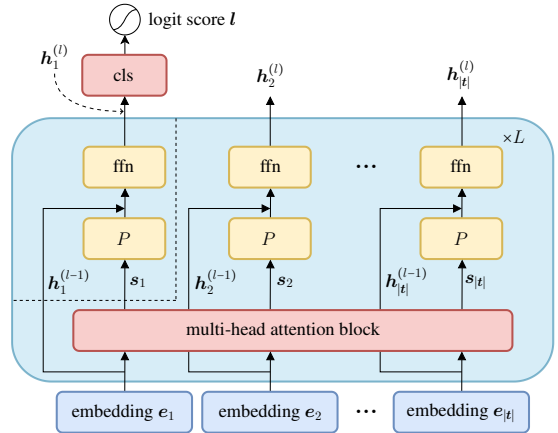 logit score l
h_1^{(l)}
cls
h_2^{(l)}
h_{|t|}^{(l)}
×L
ffn
ffn
...
ffn
P
P
P
h_1^{(l-1)}
s_1
h_2^{(l-1)}
s_2
h_{|t|}^{(l-1)}
s_{|t|}
multi-head attention block
embedding e_1
embedding e_2
...
embedding e_{|t|}